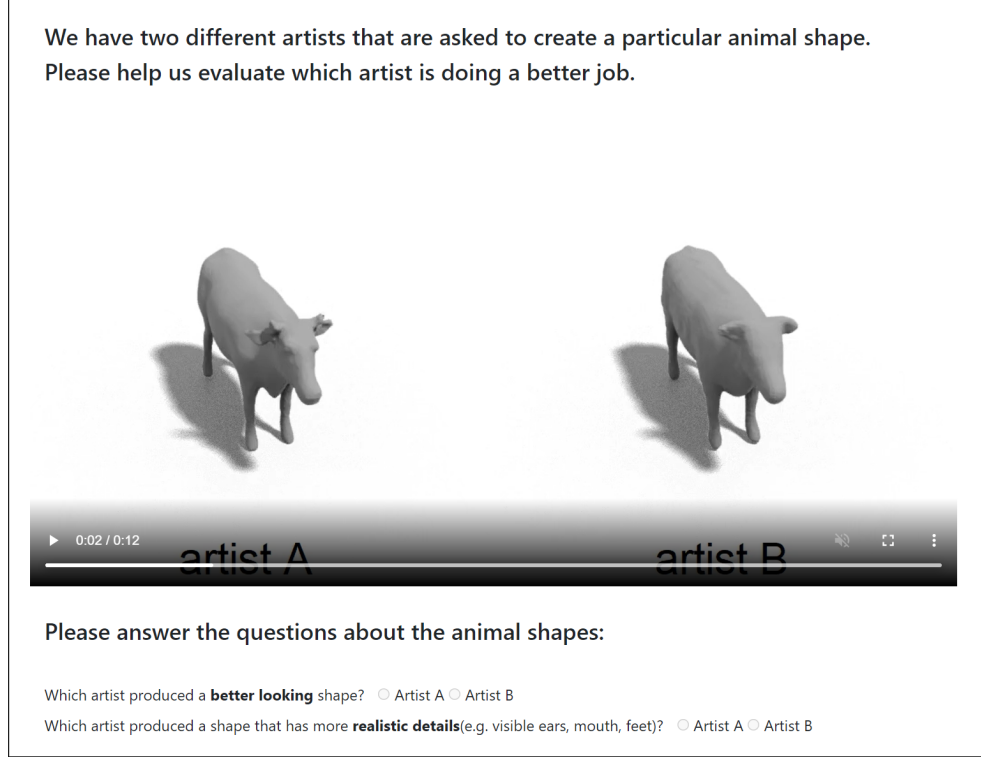 We have two different artists that are asked to create a particular animal shape.
Please help us evaluate which artist is doing a better job.
0:02 / 0:12
artist A
artist B
Please answer the questions about the animal shapes:
Which artist produced a better looking shape? Artist A Artist B
Which artist produced a shape that has more realistic details(e.g. visible ears, mouth, feet)? Artist A Artist B